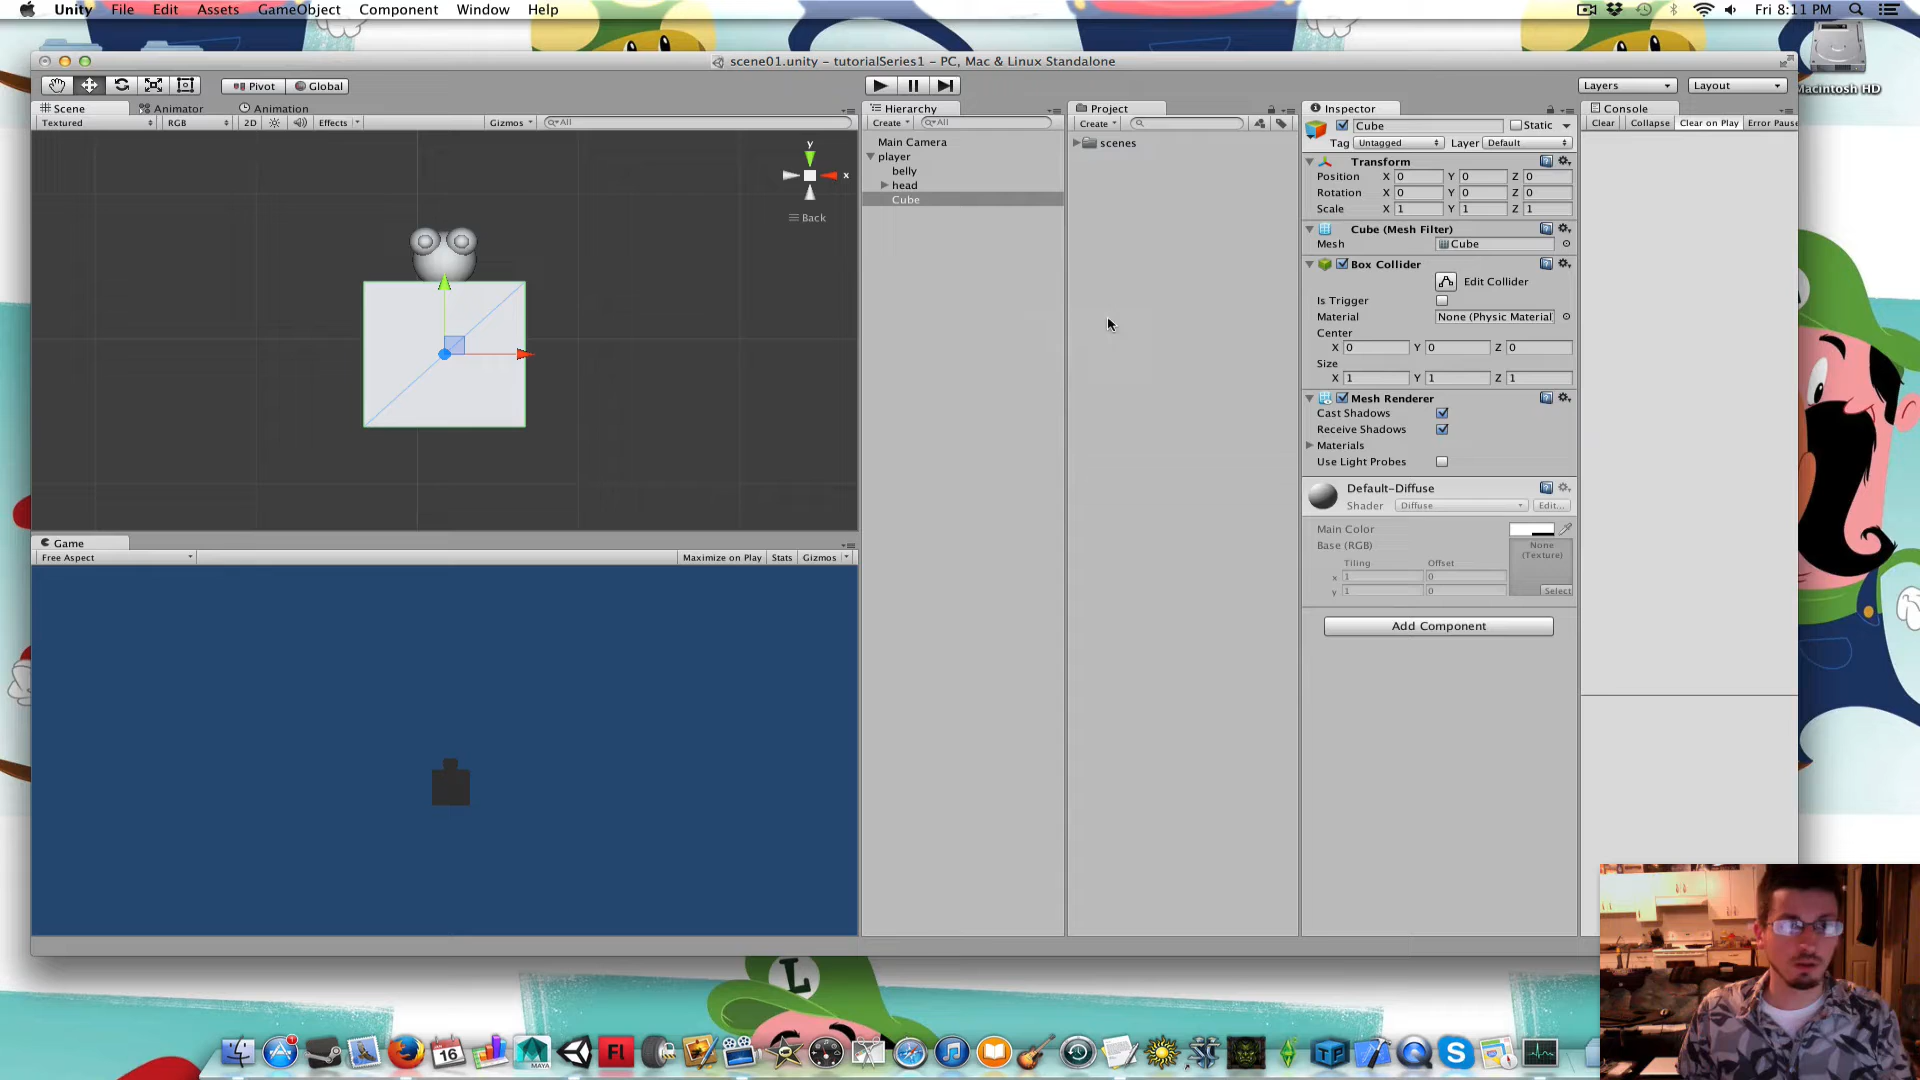 Unity File Edit Assets GameObject Component Window Help Fri 8:11 PM
scene01.unity - tutorialSeries1 - PC, Mac & Linux Standalone
Macintosh HD
Pivot Global Layers Layout
Scene Animator Animation
Textured RGB 2D Effects Gizmos All
y
x
Back
Game
Free Aspect Maximize on Play Stats Gizmos
Hierarchy
Create All
Main Camera
player
belly
head
Cube
Project
Create
scenes
Inspector
Cube Static
Tag Untagged Layer Default
Transform
Position X 0 Y 0 Z 0
Rotation X 0 Y 0 Z 0
Scale X 1 Y 1 Z 1
Cube (Mesh Filter)
Mesh Cube
Box Collider
Edit Collider
Is Trigger
Material None (Physic Material
Center
X 0 Y 0 Z 0
Size
X 1 Y 1 Z 1
Mesh Renderer
Cast Shadows
Receive Shadows
Materials
Use Light Probes
Default-Diffuse
Shader Diffuse Edit...
Main Color
Base (RGB) None
(Texture)
Tiling Offset
x 1 0
y 1 0
Select
Add Component
Console
Clear Collapse Clear on Play Error Pause
L
16
MAYA
Fl
TP
S